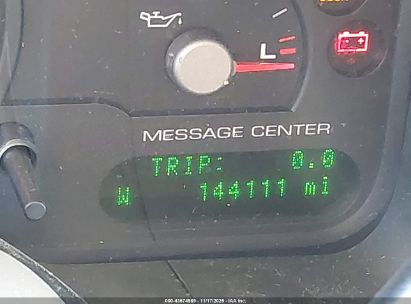 L
MESSAGE CENTER
TRIP: 0.0
W 144111 mi